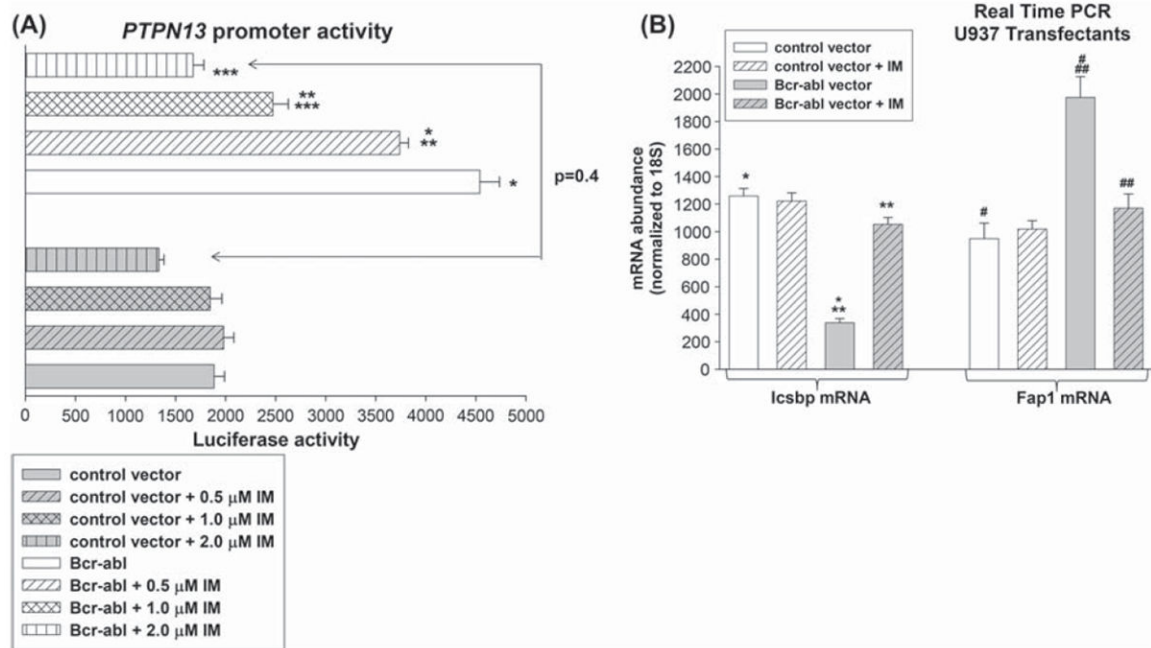 (A)
PTPN13 promoter activity
***
**
***
*
**
*
p=0.4
0 500 1000 1500 2000 2500 3000 3500 4000 4500 5000
Luciferase activity
control vector
control vector + 0.5 μM IM
control vector + 1.0 μM IM
control vector + 2.0 μM IM
Bcr-abl
Bcr-abl + 0.5 μM IM
Bcr-abl + 1.0 μM IM
Bcr-abl + 2.0 μM IM
(B)
Real Time PCR
U937 Transfectants
control vector
control vector + IM
Bcr-abl vector
Bcr-abl vector + IM
mRNA abundance
(normalized to 18S)
2200
2000
1800
1600
1400
1200
1000
800
600
400
200
0
*
*
**
**
#
#
##
##
Icsbp mRNA
Fap1 mRNA